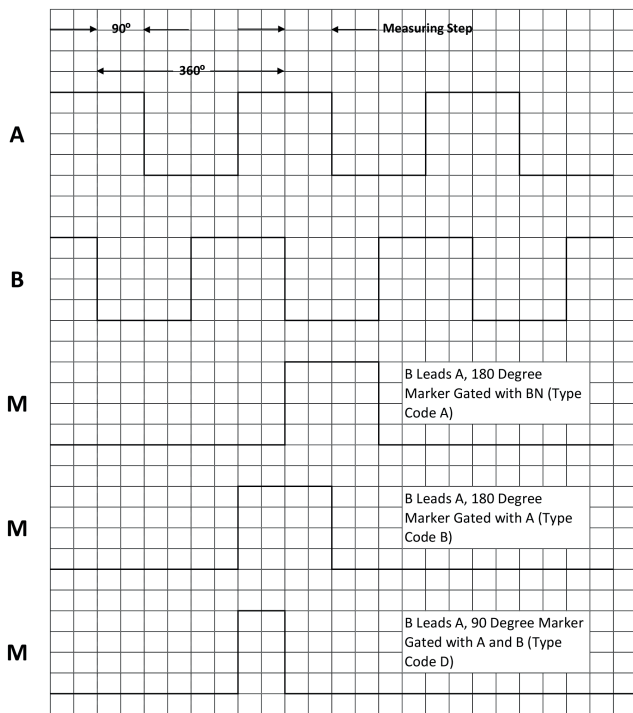 90º
Measuring Step
360º
A
B
M
B Leads A, 180 Degree
Marker Gated with BN (Type
Code A)
M
B Leads A, 180 Degree
Marker Gated with A (Type
Code B)
M
B Leads A, 90 Degree Marker
Gated with A and B (Type
Code D)